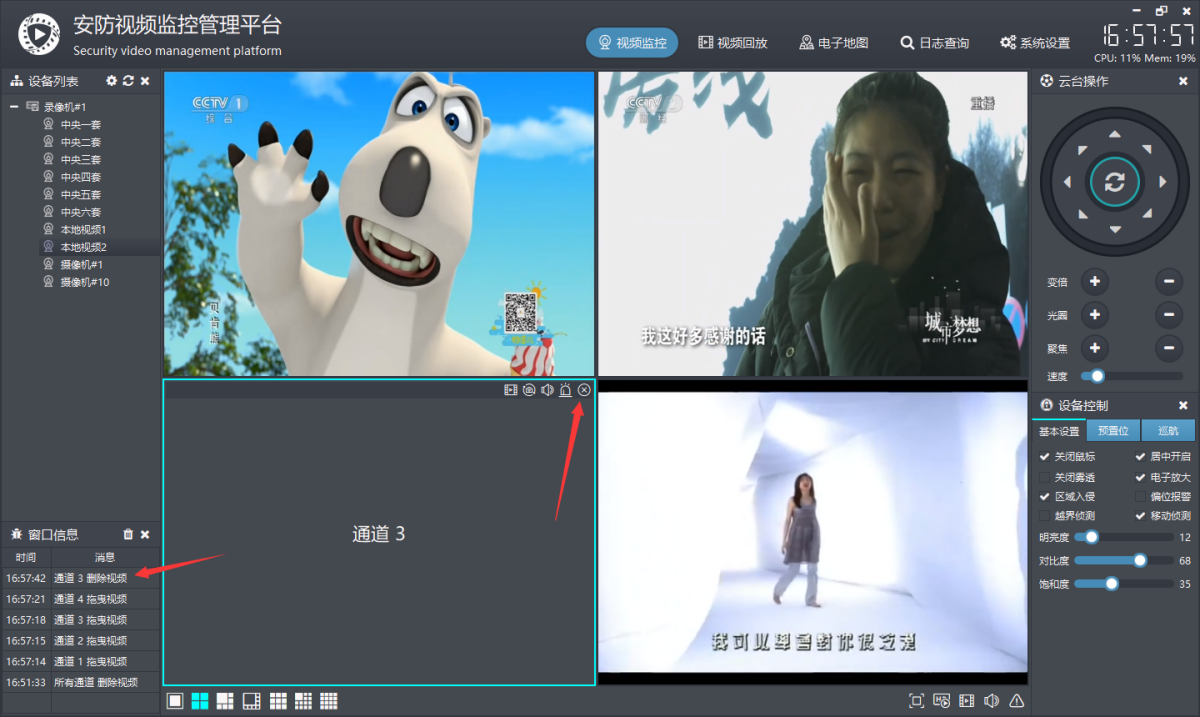 安防视频监控管理平台
Security video management platform
视频监控
视频回放
电子地图
日志查询
系统设置
16:57:57
CPU: 11% Mem: 19%
设备列表
录像机#1
中央一套
中央二套
中央三套
中央四套
中央五套
中央六套
本地视频1
本地视频2
摄像机#1
摄像机#10
窗口信息
时间 消息
16:57:42 通道 3 删除视频
16:57:21 通道 4 拖曳视频
16:57:18 通道 3 拖曳视频
16:57:15 通道 2 拖曳视频
16:57:14 通道 1 拖曳视频
16:51:33 所有通道 删除视频
CCTV 1
综合
贝肯熊
CCTV
重播
我这好多感谢的话
城市梦想
MY CITY DREAM
通道 3
云台操作
变倍
光圈
聚焦
速度
设备控制
基本设置 预置位 巡航
关闭鼠标 居中开启
关闭雾透 电子放大
区域入侵 偏位报警
越界侦测 移动侦测
明亮度 12
对比度 68
饱和度 35